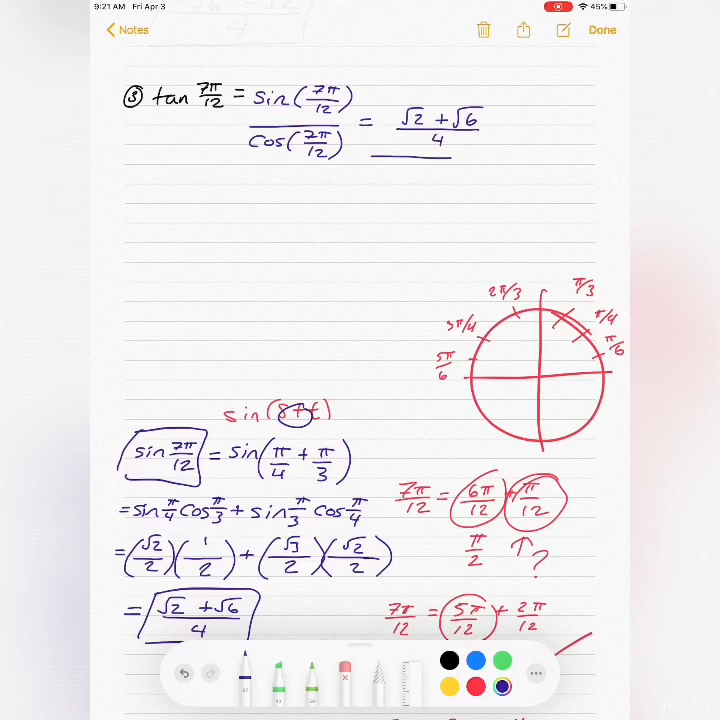 9:21 AM Fri Apr 3
45%
Notes
Done
③ tan 7π/12 = sin(7π/12) / cos(7π/12) = √2 + √6 / 4
2π/3
π/3
3π/4
π/4
5π/6
π/6
sin(
sin 7π/12 = sin(π/4 + π/3)
= sin π/4 cos π/3 + sin π/3 cos π/4
= (√2/2)(1/2) + (√3/2)(√2/2)
= √2 + √6 / 4
7π/12 = 6π/12 + π/12
π/2 ↑ ?
7π/12 = 5π/12 + 2π/12